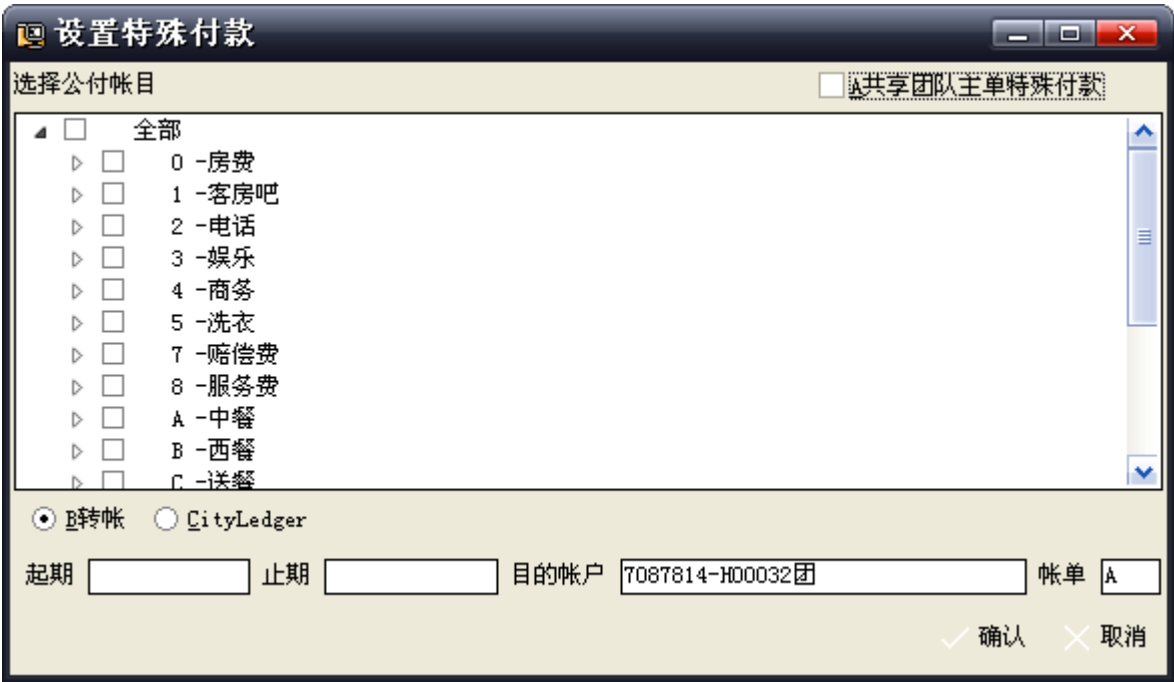 设置特殊付款
选择公付帐目 A共享团队主单特殊付款
全部
0 -房费
1 -客房吧
2 -电话
3 -娱乐
4 -商务
5 -洗衣
7 -赔偿费
8 -服务费
A -中餐
B -西餐
C -送餐
B转帐 CityLedger
起期 止期 目的帐户 7087814-H00032团 帐单 A
确认 取消